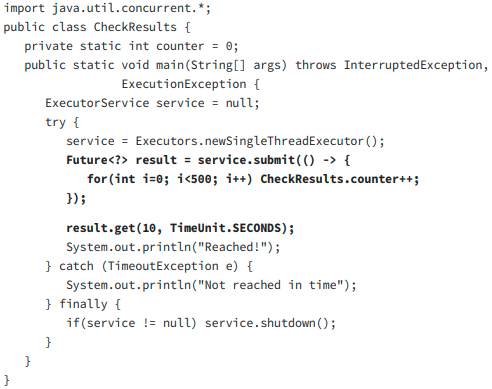 import java.util.concurrent.*;
public class CheckResults {
   private static int counter = 0;
   public static void main(String[] args) throws InterruptedException,
                ExecutionException {
      ExecutorService service = null;
      try {
         service = Executors.newSingleThreadExecutor();
         Future<?> result = service.submit(() -> {
            for(int i=0; i<500; i++) CheckResults.counter++;
         });
         result.get(10, TimeUnit.SECONDS);
         System.out.println("Reached!");
      } catch (TimeoutException e) {
         System.out.println("Not reached in time");
      } finally {
         if(service != null) service.shutdown();
      }
   }
}